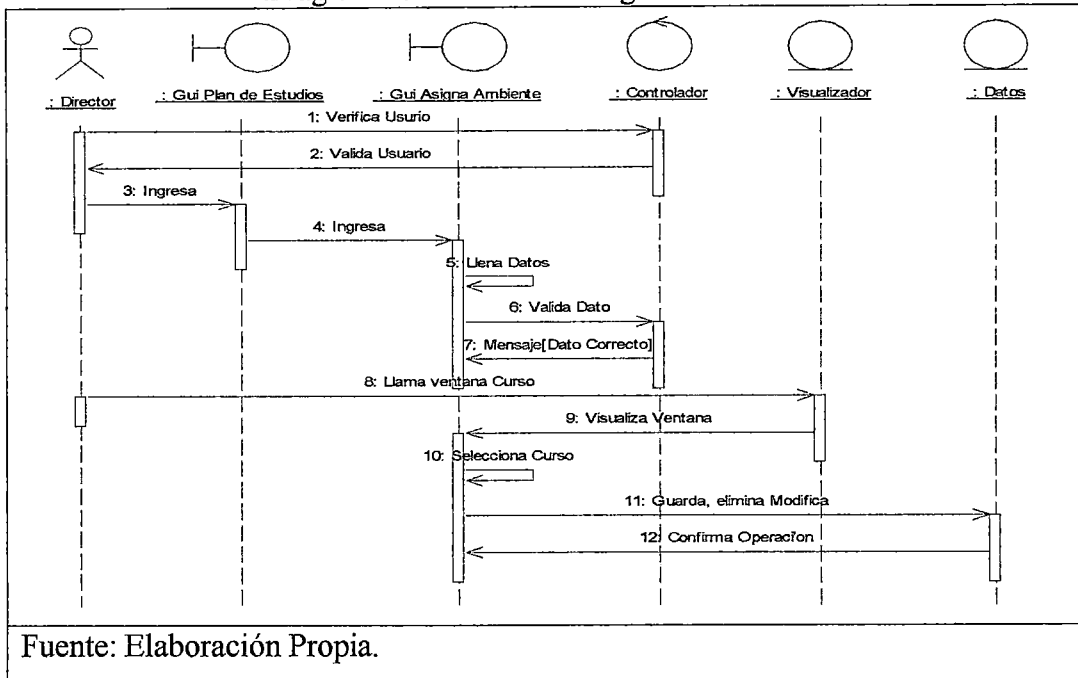 : Director
: Gui Plan de Estudios
: Gui Asigna Ambiente
: Controlador
: Visualizador
: Datos
1: Verifica Usurio
2: Valida Usuario
3: Ingresa
4: Ingresa
5: Llena Datos
6: Valida Dato
7: Mensaje[Dato Correcto]
8: Llama ventana Curso
9: Visualiza Ventana
10: Selecciona Curso
11: Guarda, elimina Modifica
12: Confirma Operacion
Fuente: Elaboración Propia.